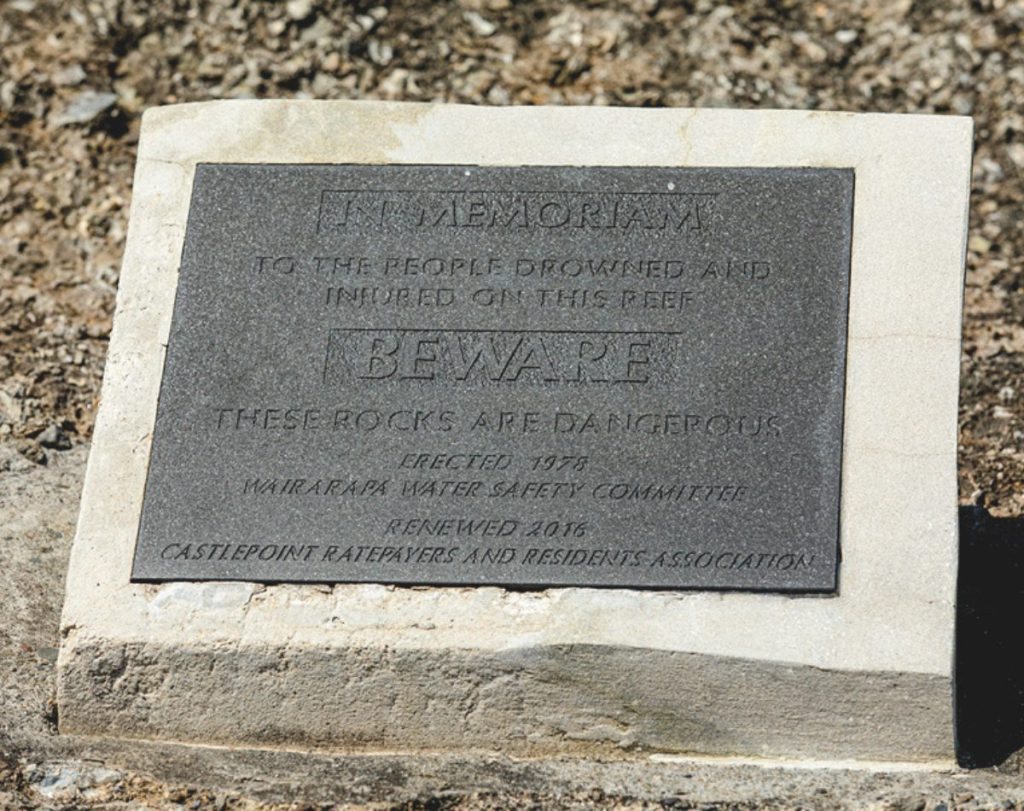 IN MEMORIAM
TO THE PEOPLE DROWNED AND
INJURED ON THIS REEF
BEWARE
THESE ROCKS ARE DANGEROUS
ERECTED 1978
WAIRARAPA WATER SAFETY COMMITTEE
RENEWED 2016
CASTLEPOINT RATEPAYERS AND RESIDENTS ASSOCIATION